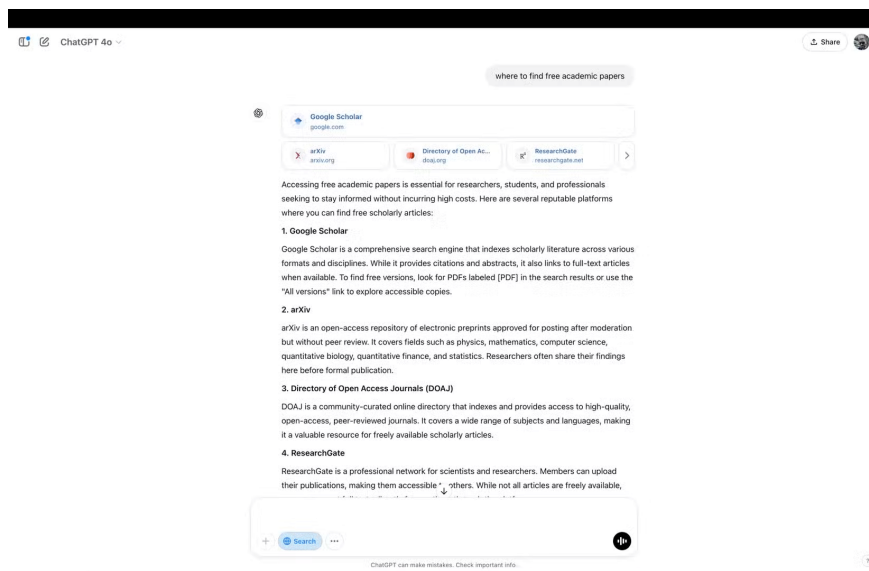 ChatGPT 4o
Share
where to find free academic papers
Google Scholar
google.com
arXiv
arxiv.org
Directory of Open Ac...
doaj.org
ResearchGate
researchgate.net
Accessing free academic papers is essential for researchers, students, and professionals
seeking to stay informed without incurring high costs. Here are several reputable platforms
where you can find free scholarly articles:
1. Google Scholar
Google Scholar is a comprehensive search engine that indexes scholarly literature across various
formats and disciplines. While it provides citations and abstracts, it also links to full-text articles
when available. To find free versions, look for PDFs labeled [PDF] in the search results or use the
"All versions" link to explore accessible copies.
2. arXiv
arXiv is an open-access repository of electronic preprints approved for posting after moderation
but without peer review. It covers fields such as physics, mathematics, computer science,
quantitative biology, quantitative finance, and statistics. Researchers often share their findings
here before formal publication.
3. Directory of Open Access Journals (DOAJ)
DOAJ is a community-curated online directory that indexes and provides access to high-quality,
open-access, peer-reviewed journals. It covers a wide range of subjects and languages, making
it a valuable resource for freely available scholarly articles.
4. ResearchGate
ResearchGate is a professional network for scientists and researchers. Members can upload
their publications, making them accessible others. While not all articles are freely available,
Search
ChatGPT can make mistakes. Check important info.
?